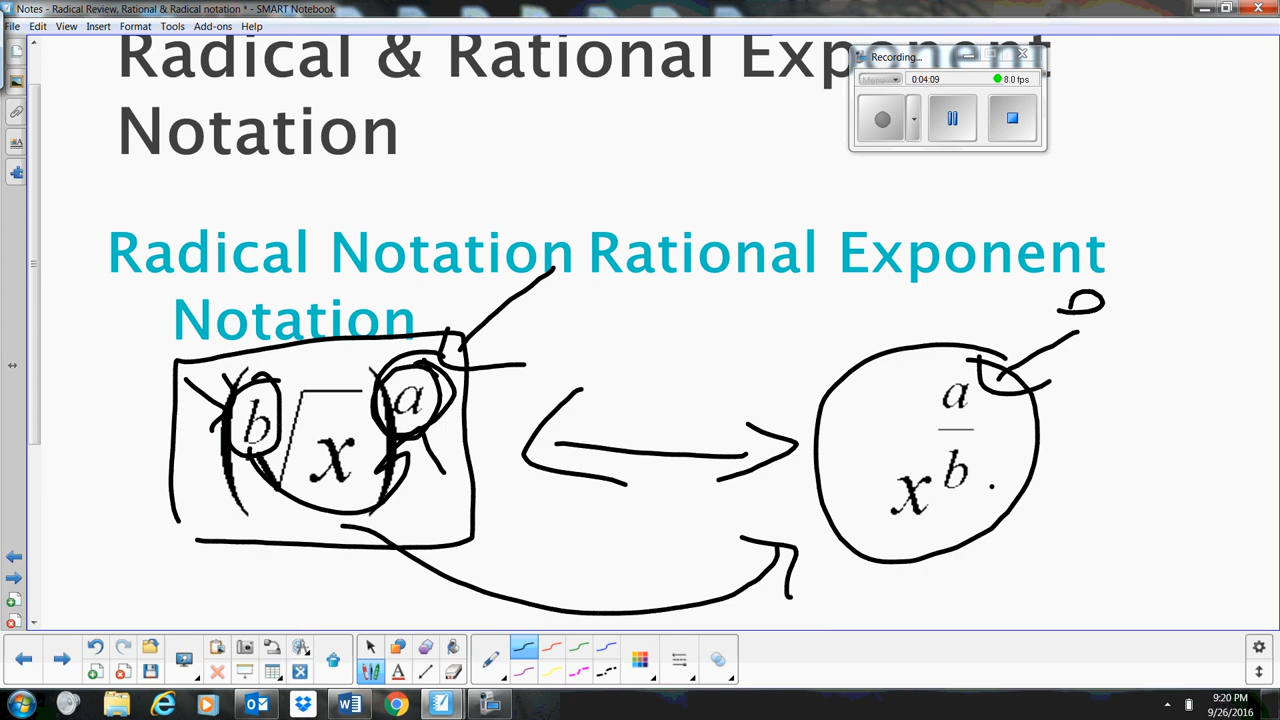 Notes - Radical Review, Rational & Radical notation * - SMART Notebook
File Edit View Insert Format Tools Add-ons Help
Radical & Rational Exponent
Notation
Recording...
Menu
0:04:09
8.0 fps
Radical Notation Rational Exponent
Notation
(b√x)a
a
b
x
9:20 PM
9/26/2016